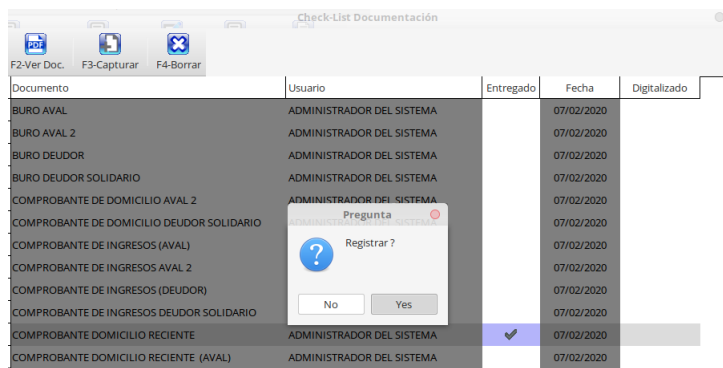 Check-List Documentación
F2-Ver Doc. F3-Capturar F4-Borrar
Documento Usuario Entregado Fecha Digitalizado
BURO AVAL ADMINISTRADOR DEL SISTEMA 07/02/2020
BURO AVAL 2 ADMINISTRADOR DEL SISTEMA 07/02/2020
BURO DEUDOR ADMINISTRADOR DEL SISTEMA 07/02/2020
BURO DEUDOR SOLIDARIO ADMINISTRADOR DEL SISTEMA 07/02/2020
COMPROBANTE DE DOMICILIO AVAL 2 ADMINISTRADOR DEL SISTEMA 07/02/2020
COMPROBANTE DE DOMICILIO DEUDOR SOLIDARIO ADMINISTRADOR DEL SISTEMA 07/02/2020
COMPROBANTE DE INGRESOS (AVAL) 07/02/2020
COMPROBANTE DE INGRESOS AVAL 2 07/02/2020
COMPROBANTE DE INGRESOS (DEUDOR) 07/02/2020
COMPROBANTE DE INGRESOS DEUDOR SOLIDARIO 07/02/2020
COMPROBANTE DOMICILIO RECIENTE ADMINISTRADOR DEL SISTEMA 07/02/2020
COMPROBANTE DOMICILIO RECIENTE (AVAL) ADMINISTRADOR DEL SISTEMA 07/02/2020
Pregunta
Registrar ?
No Yes